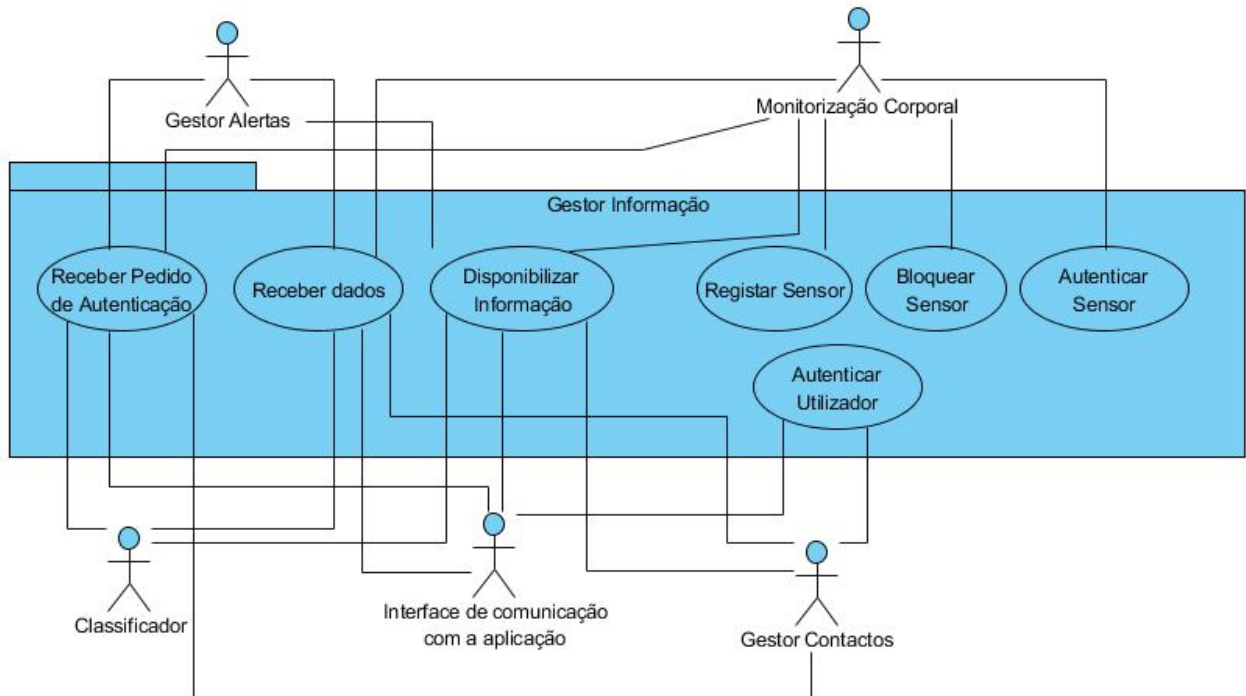 Gestor Alertas
Monitorização Corporal
Gestor Informação
Receber Pedido
de Autenticação
Receber dados
Disponibilizar
Informação
Registar Sensor
Bloquear
Sensor
Autenticar
Sensor
Autenticar
Utilizador
Classificador
Interface de comunicação
com a aplicação
Gestor Contactos